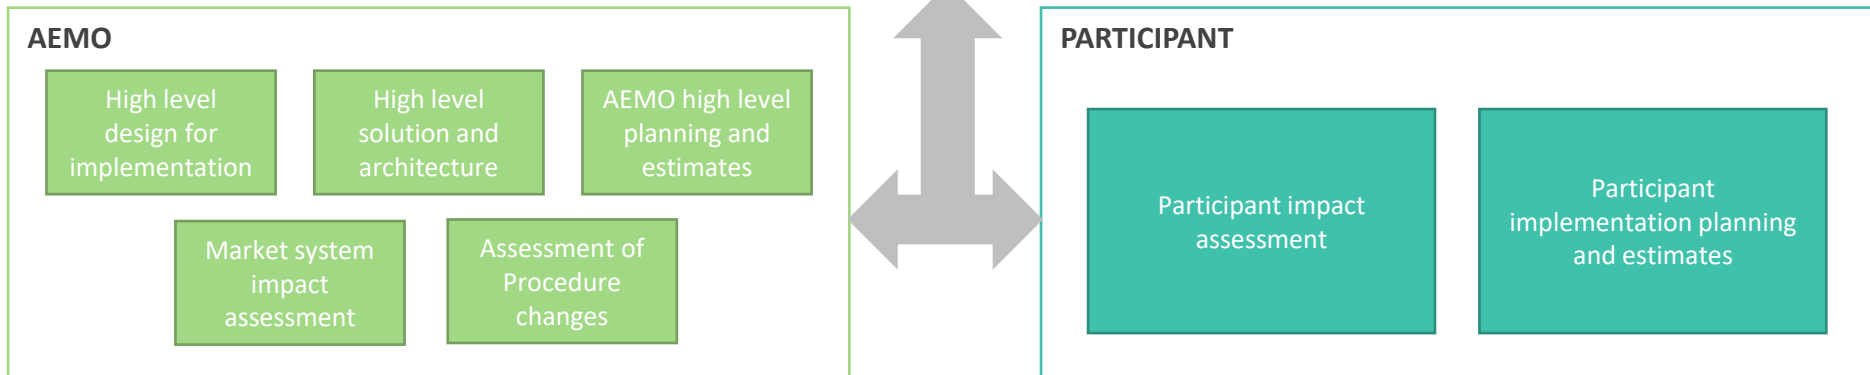 AEMO
High level
design for
implementation
High level
solution and
architecture
AEMO high level
planning and
estimates
Market system
impact
assessment
Assessment of
Procedure
changes
PARTICIPANT
Participant impact
assessment
Participant
implementation planning
and estimates